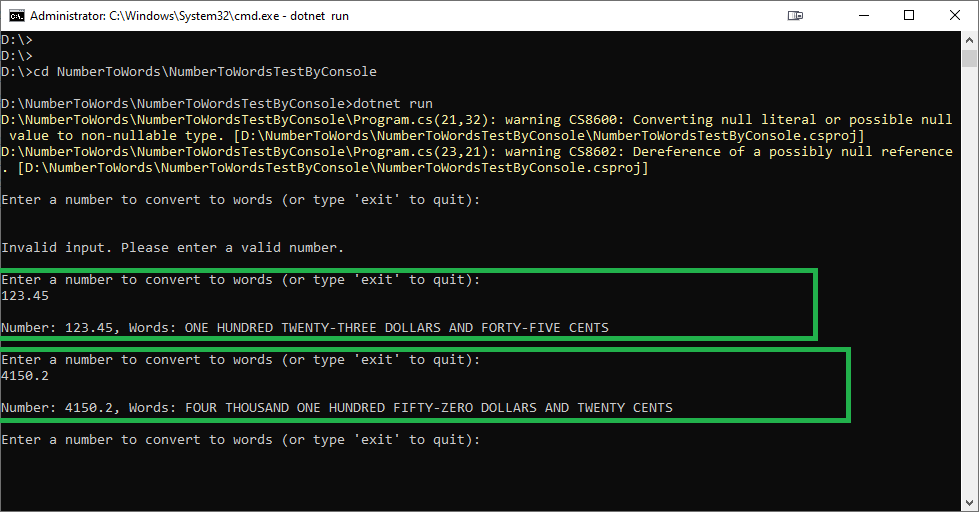 Administrator: C:\Windows\System32\cmd.exe - dotnet  run
D:\>
D:\>
D:\>cd NumberToWords\NumberToWordsTestByConsole
D:\NumberToWords\NumberToWordsTestByConsole>dotnet run
D:\NumberToWords\NumberToWordsTestByConsole\Program.cs(21,32): warning CS8600: Converting null literal or possible null
 value to non-nullable type. [D:\NumberToWords\NumberToWordsTestByConsole\NumberToWordsTestByConsole.csproj]
D:\NumberToWords\NumberToWordsTestByConsole\Program.cs(23,21): warning CS8602: Dereference of a possibly null reference
. [D:\NumberToWords\NumberToWordsTestByConsole\NumberToWordsTestByConsole.csproj]
Enter a number to convert to words (or type 'exit' to quit):
Invalid input. Please enter a valid number.
Enter a number to convert to words (or type 'exit' to quit):
123.45
Number: 123.45, Words: ONE HUNDRED TWENTY-THREE DOLLARS AND FORTY-FIVE CENTS
Enter a number to convert to words (or type 'exit' to quit):
4150.2
Number: 4150.2, Words: FOUR THOUSAND ONE HUNDRED FIFTY-ZERO DOLLARS AND TWENTY CENTS
Enter a number to convert to words (or type 'exit' to quit):